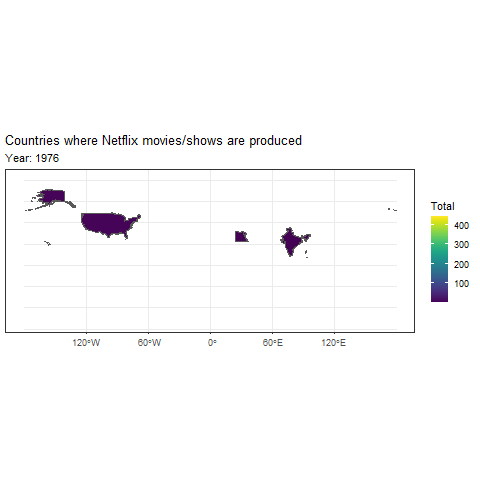 Countries where Netflix movies/shows are produced
Year: 1976
Total
400
300
200
100
120°W
60°W
0°
60°E
120°E